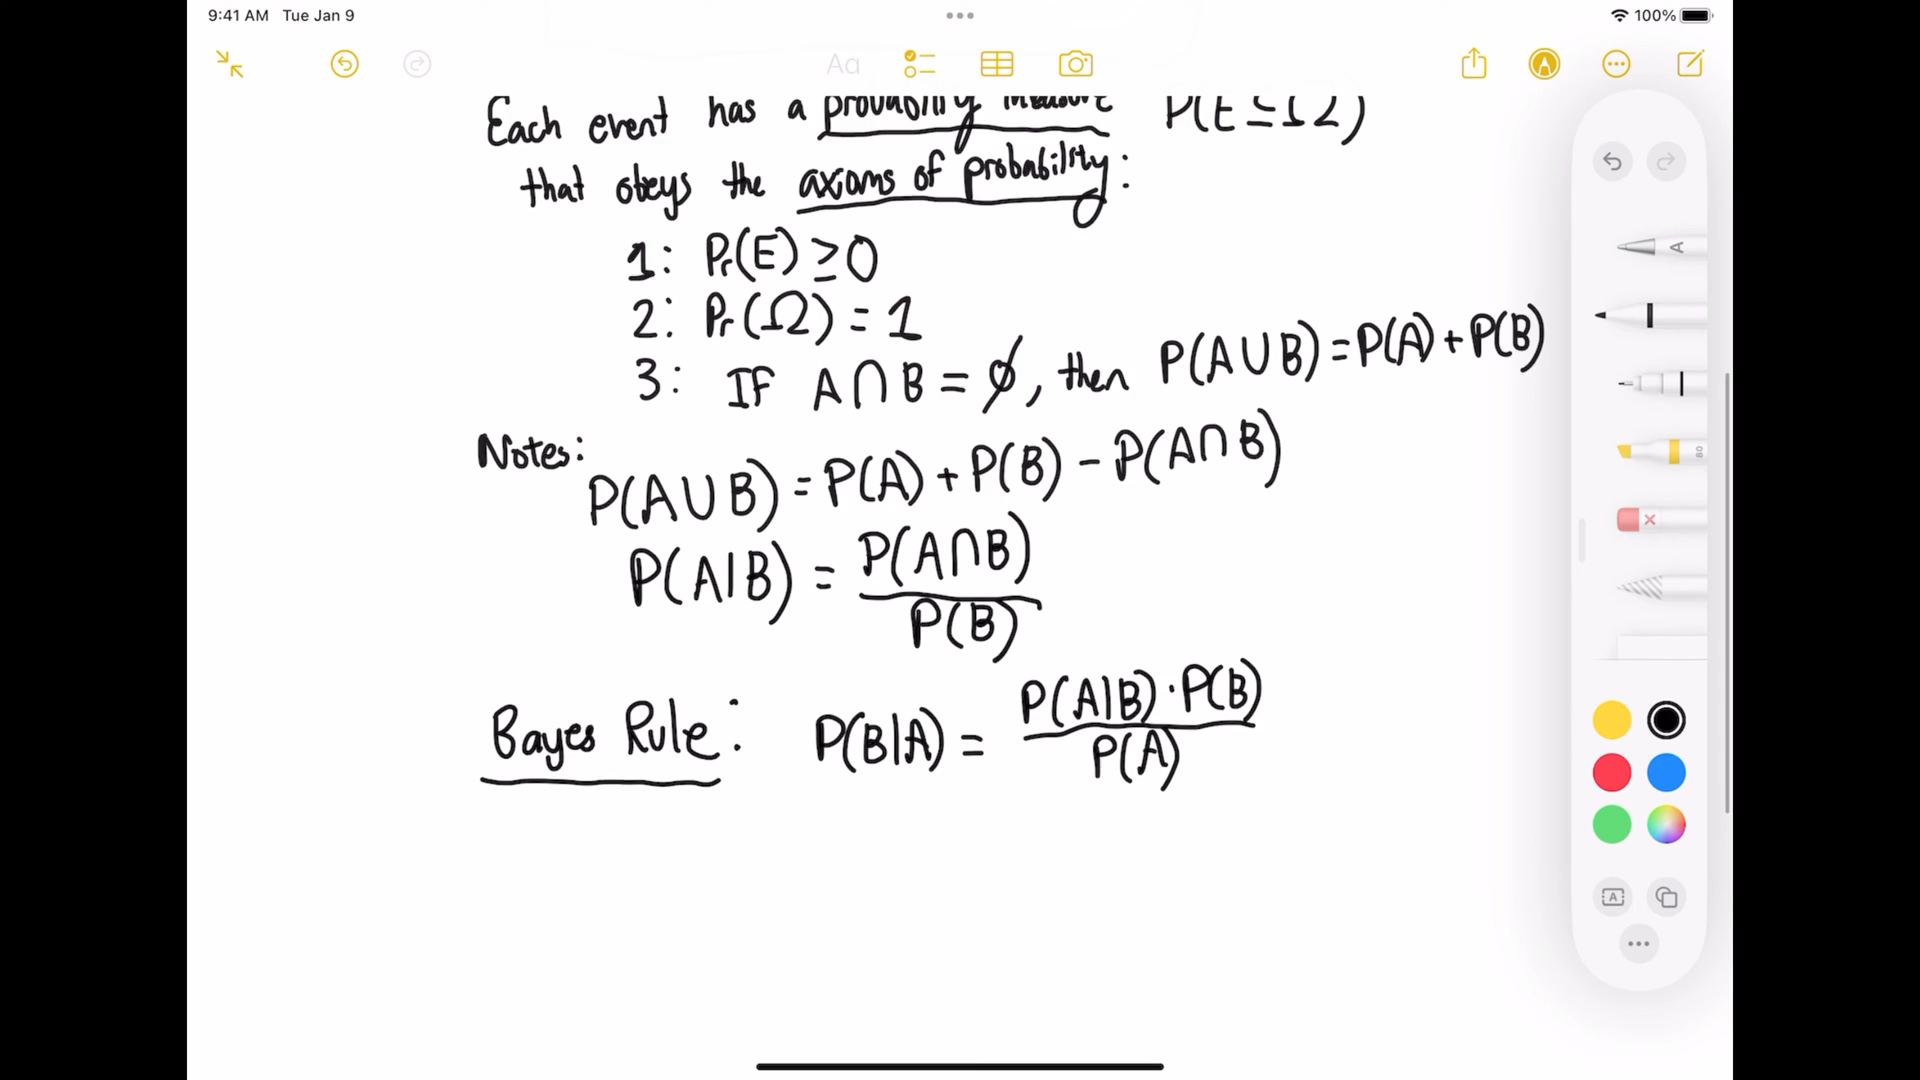 9:41 AM Tue Jan 9
100%
Aa
Each event has a probability measure P(E ⊆ Ω)
that obeys the axioms of probability:
1: Pr(E) ≥ 0
2: Pr(Ω) = 1
3: IF A ∩ B = ∅, then P(A ∪ B) = P(A) + P(B)
Notes:
P(A ∪ B) = P(A) + P(B) - P(A ∩ B)
P(A|B) = P(A ∩ B)
P(B)
Bayes Rule: P(B|A) = P(A|B) · P(B)
P(A)
A
80
A